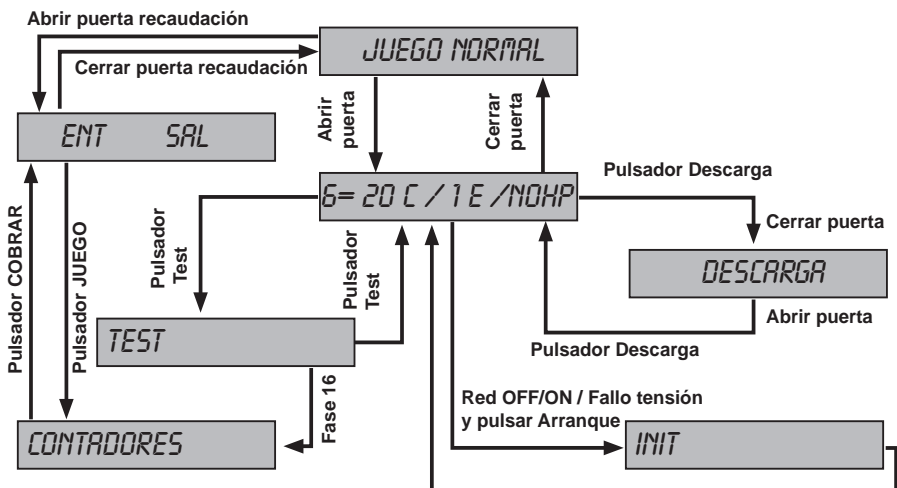 Abrir puerta recaudación
JUEGO NORMAL
Cerrar puerta recaudación
ENT SAL
Abrir
puerta
Cerrar
puerta
Pulsador Descarga
6= 20 C / 1 E /NOHP
Cerrar puerta
Pulsador COBRAR
Pulsador JUEGO
Pulsador
Test
Pulsador
Test
DESCARGA
Abrir puerta
TEST
Pulsador Descarga
Fase 16
Red OFF/ON / Fallo tensión
y pulsar Arranque
CONTADORES
INIT